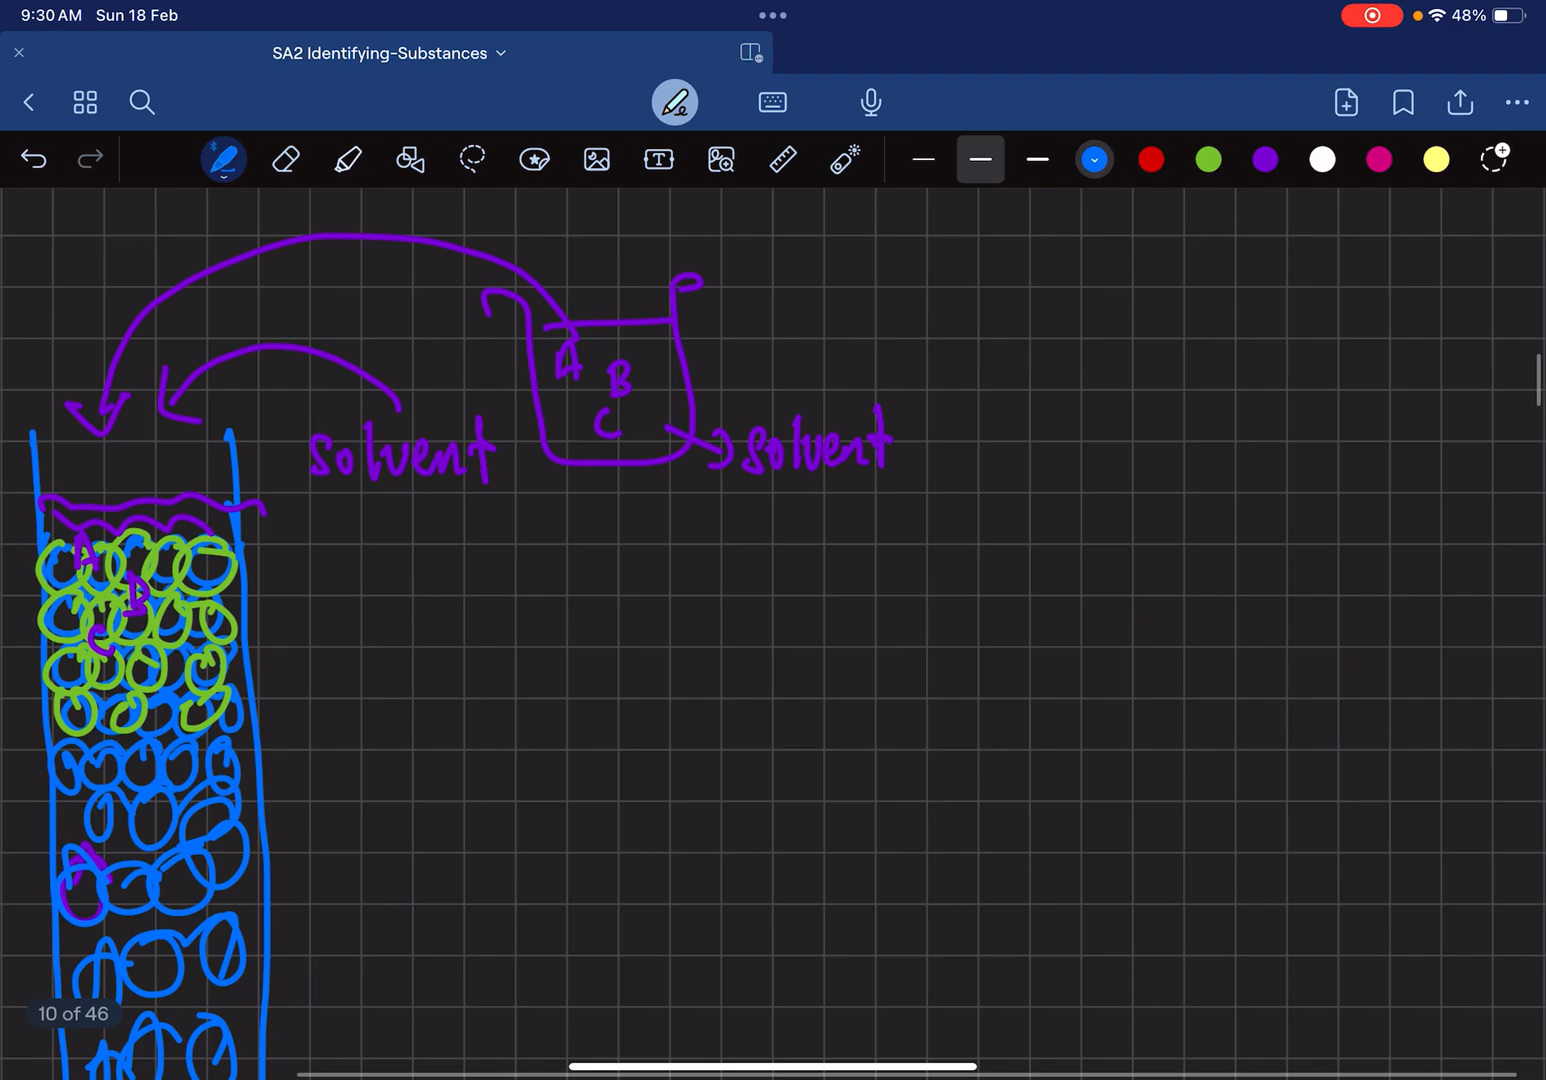 9:30 AM Sun 18 Feb
48%
SA2 Identifying-Substances
A
B
C
solvent
solvent
A
B
C
10 of 46